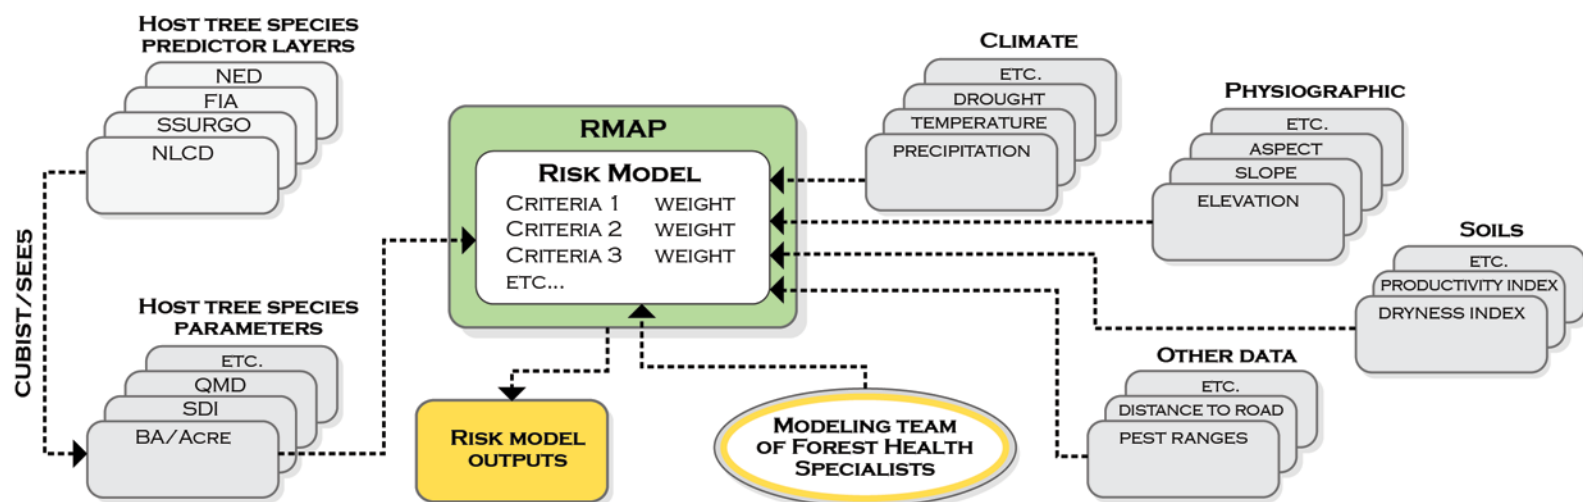 HOST TREE SPECIES
PREDICTOR LAYERS
NED
FIA
SSURGO
NLCD
CUBIST/SEE5
HOST TREE SPECIES
PARAMETERS
ETC.
QMD
SDI
BA/ACRE
RMAP
RISK MODEL
CRITERIA 1 WEIGHT
CRITERIA 2 WEIGHT
CRITERIA 3 WEIGHT
ETC...
RISK MODEL
OUTPUTS
MODELING TEAM
OF FOREST HEALTH
SPECIALISTS
CLIMATE
ETC.
DROUGHT
TEMPERATURE
PRECIPITATION
PHYSIOGRAPHIC
ETC.
ASPECT
SLOPE
ELEVATION
SOILS
ETC.
PRODUCTIVITY INDEX
DRYNESS INDEX
OTHER DATA
ETC.
DISTANCE TO ROAD
PEST RANGES